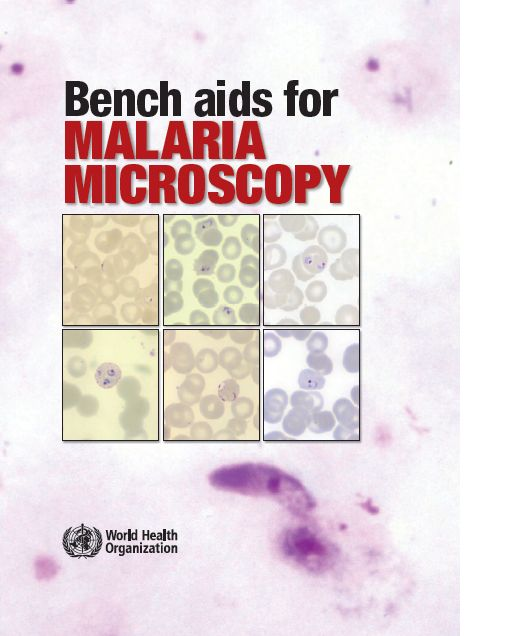 Bench aids for
MALARIA
MICROSCOPY
World Health
Organization